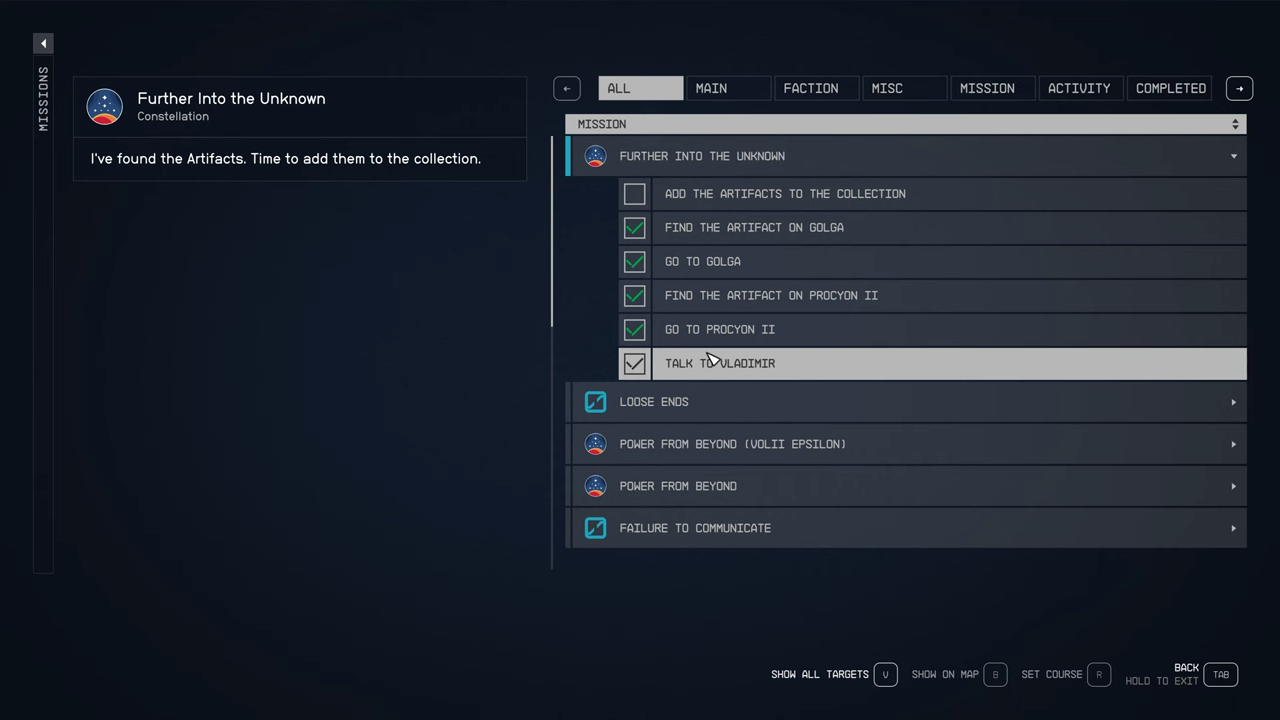 MISSIONS
Further Into the Unknown
Constellation
I've found the Artifacts. Time to add them to the collection.
ALL MAIN FACTION MISC MISSION ACTIVITY COMPLETED
MISSION
FURTHER INTO THE UNKNOWN
ADD THE ARTIFACTS TO THE COLLECTION
FIND THE ARTIFACT ON GOLGA
GO TO GOLGA
FIND THE ARTIFACT ON PROCYON II
GO TO PROCYON II
TALK TO VLADIMIR
LOOSE ENDS
POWER FROM BEYOND (VOLII EPSILON)
POWER FROM BEYOND
FAILURE TO COMMUNICATE
SHOW ALL TARGETS V SHOW ON MAP B SET COURSE R BACK TAB
HOLD TO EXIT